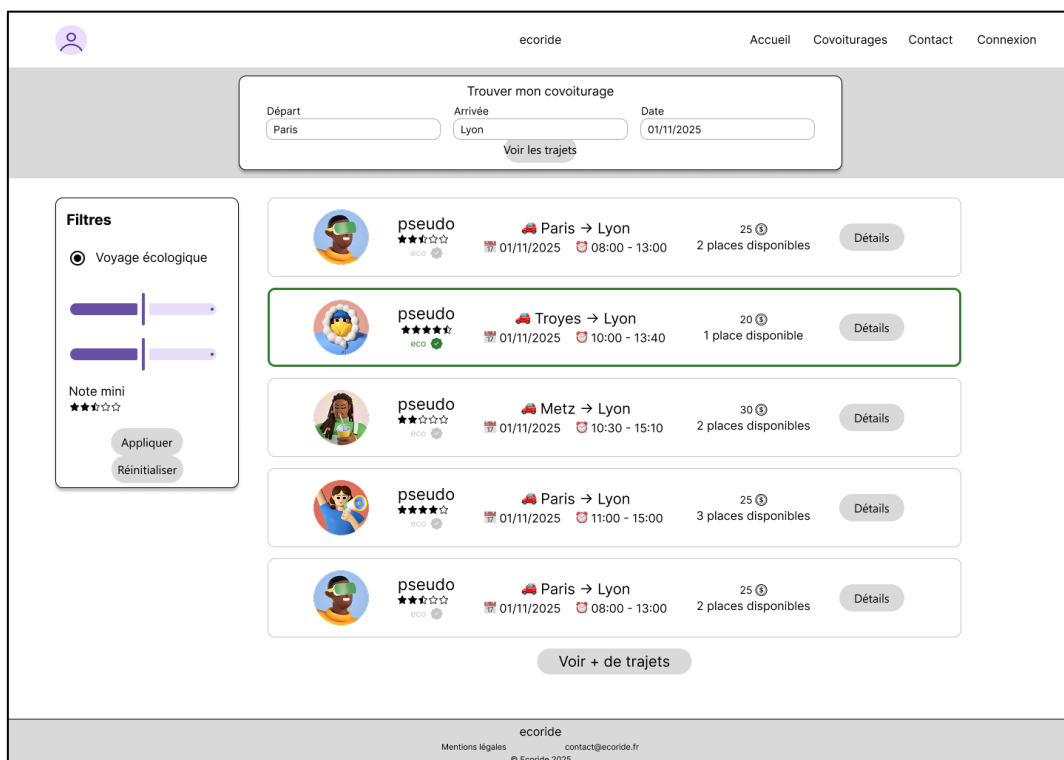 ecoride
Accueil Covoiturages Contact Connexion
Trouver mon covoiturage
Départ Arrivée Date
Paris Lyon 01/11/2025
Voir les trajets
Filtres
Voyage écologique
Note mini
Appliquer
Réinitialiser
pseudo
eco
Paris → Lyon
01/11/2025 08:00 - 13:00
25
2 places disponibles
Détails
pseudo
eco
Troyes → Lyon
01/11/2025 10:00 - 13:40
20
1 place disponible
Détails
pseudo
eco
Metz → Lyon
01/11/2025 10:30 - 15:10
30
2 places disponibles
Détails
pseudo
eco
Paris → Lyon
01/11/2025 11:00 - 15:00
25
3 places disponibles
Détails
pseudo
eco
Paris → Lyon
01/11/2025 08:00 - 13:00
25
2 places disponibles
Détails
Voir + de trajets
ecoride
Mentions légales contact@ecoride.fr
© Ecoride 2025